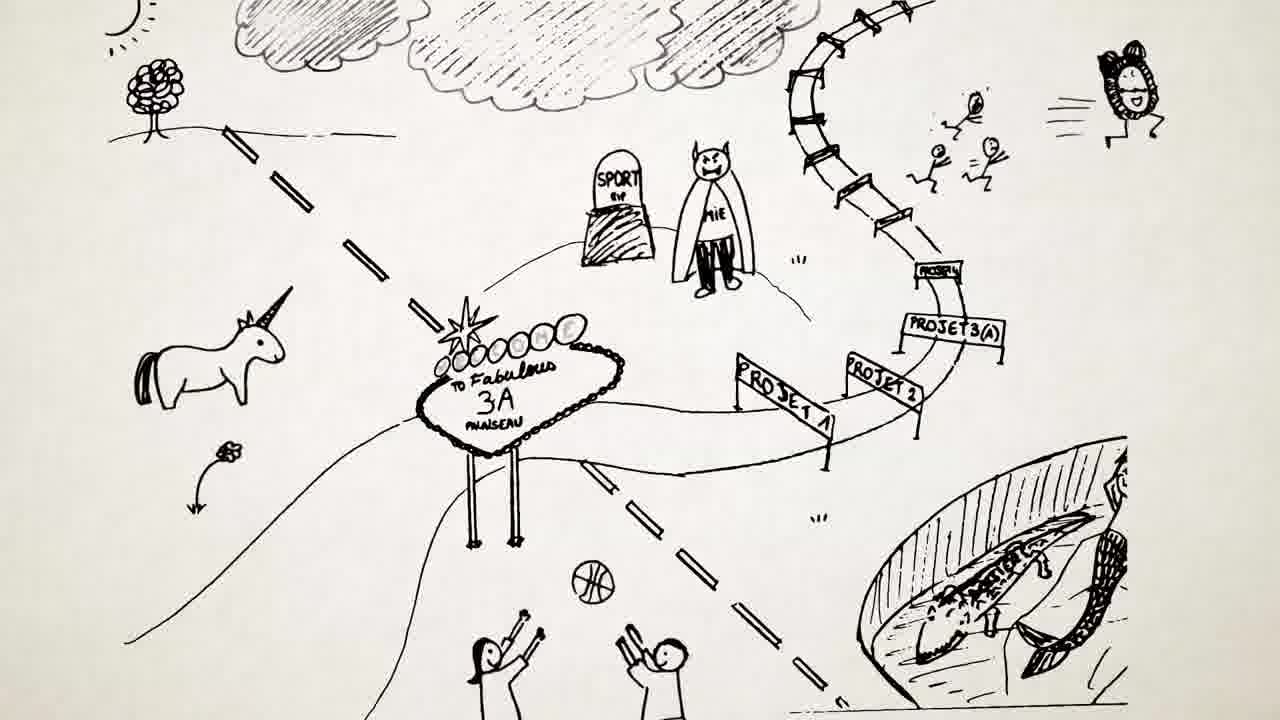 SPORT
RIP
MIE
WELCOME
TO Fabulous
3A
PALAISEAU
PROJET 4
PROJET 3(A)
PROJET 2
PROJET 1